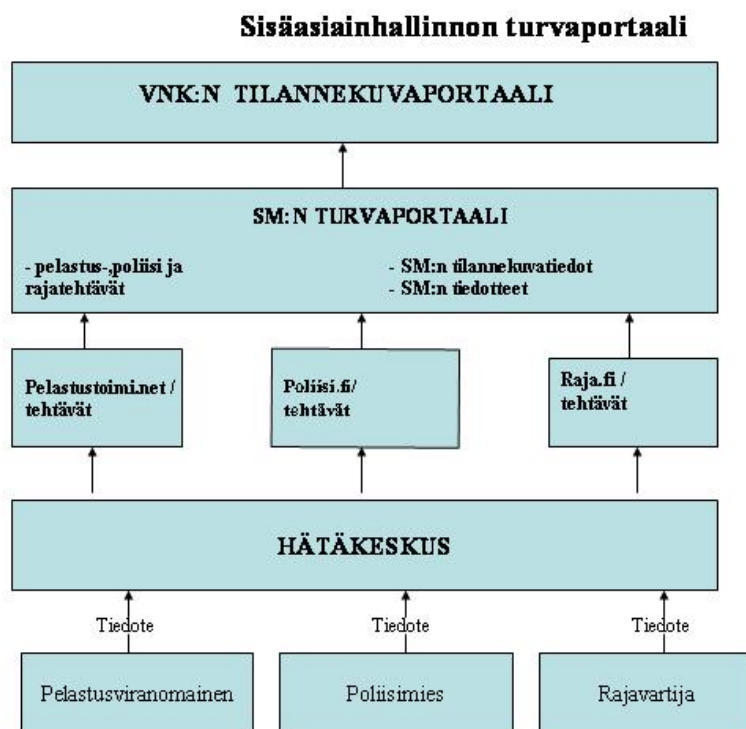 Sisäasiainhallinnon turvaportaali
VNK:N TILANNEKUVAPORTAALI
SM:N TURVAPORTAALI
- pelastus-,poliisi ja
rajatehtävät
- SM:n tilannekuvatiedot
- SM:n tiedotteet
Pelastustoimi.net /
tehtävät
Poliisi.fi/
tehtävät
Raja.fi /
tehtävät
HÄTÄKESKUS
Tiedote
Tiedote
Tiedote
Pelastusviranomainen
Poliisimies
Rajavartija